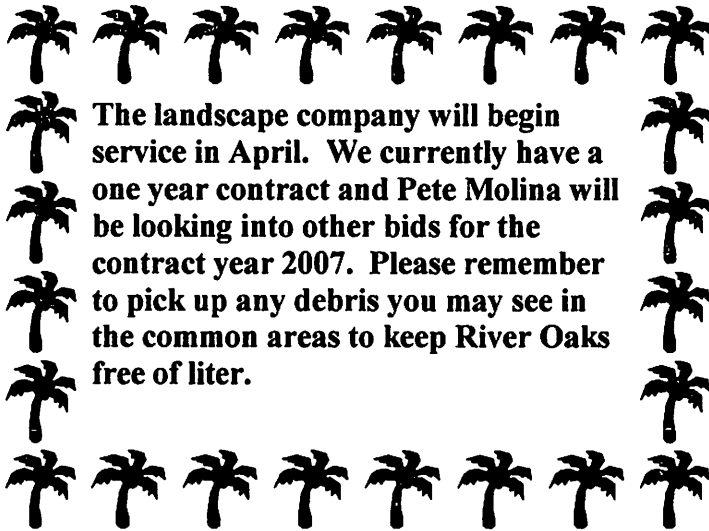 The landscape company will begin
service in April. We currently have a
one year contract and Pete Molina will
be looking into other bids for the
contract year 2007. Please remember
to pick up any debris you may see in
the common areas to keep River Oaks
free of liter.